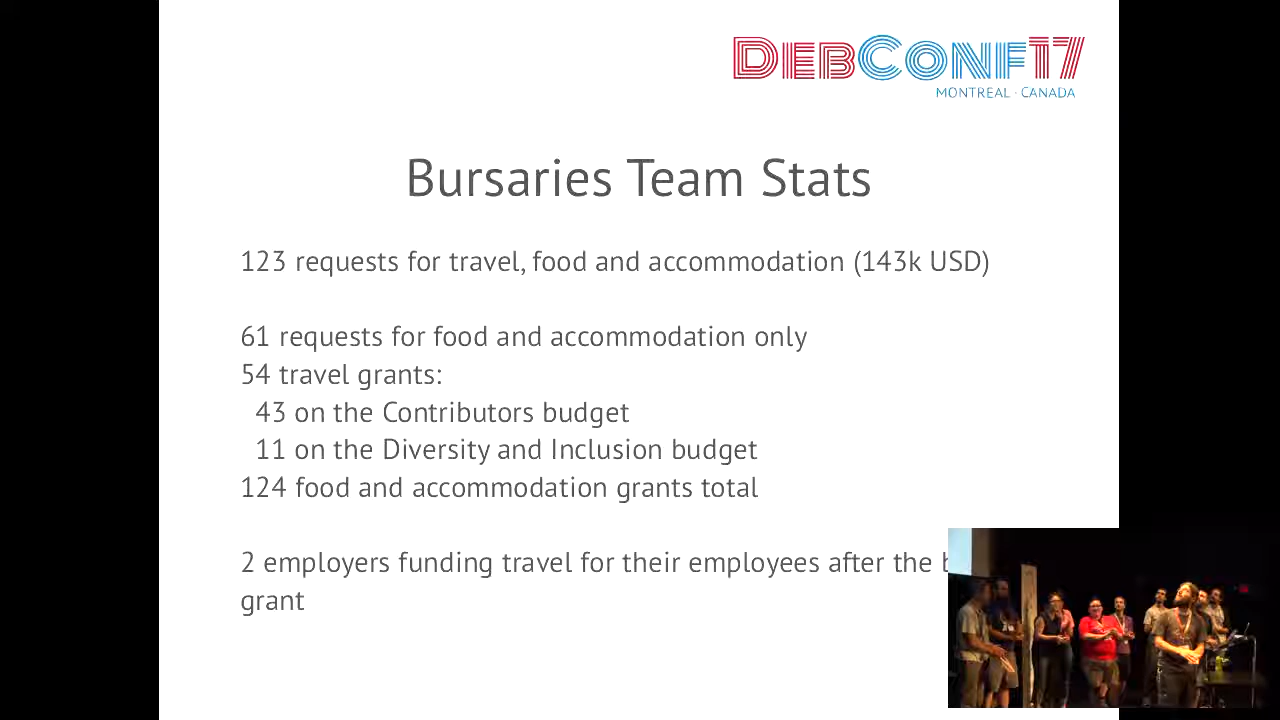 DEBCONF17
MONTREAL · CANADA
Bursaries Team Stats
123 requests for travel, food and accommodation (143k USD)
61 requests for food and accommodation only
54 travel grants:
43 on the Contributors budget
11 on the Diversity and Inclusion budget
124 food and accommodation grants total
2 employers funding travel for their employees after the
grant